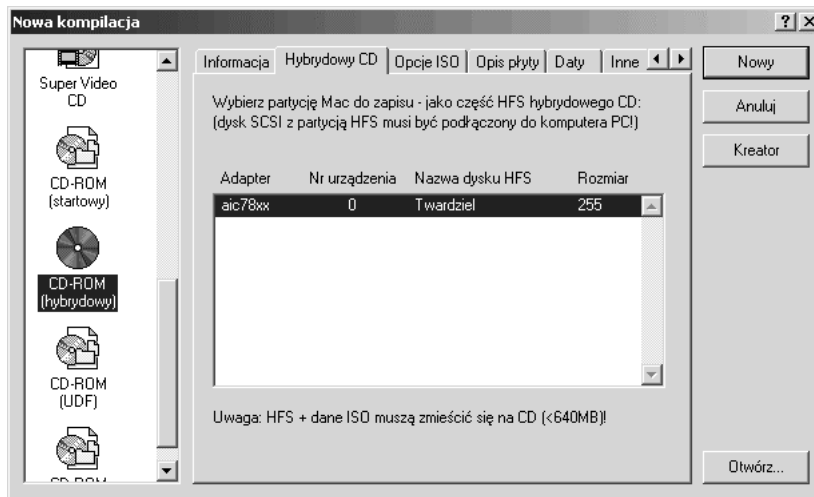 Nowa kompilacja
Super Video
CD
CD-ROM
(startowy)
CD-ROM
(hybrydowy)
CD-ROM
(UDF)
Informacja
Hybrydowy CD
Opcje ISO
Opis płyty
Daty
Inne
Wybierz partycję Mac do zapisu - jako część HFS hybrydowego CD:
(dysk SCSI z partycją HFS musi być podłączony do komputera PC!)
Adapter Nr urządzenia Nazwa dysku HFS Rozmiar
aic78xx 0 Twardziel 255
Uwaga: HFS + dane ISO muszą zmieścić się na CD (<640MB)!
Nowy
Anuluj
Kreator
Otwórz...